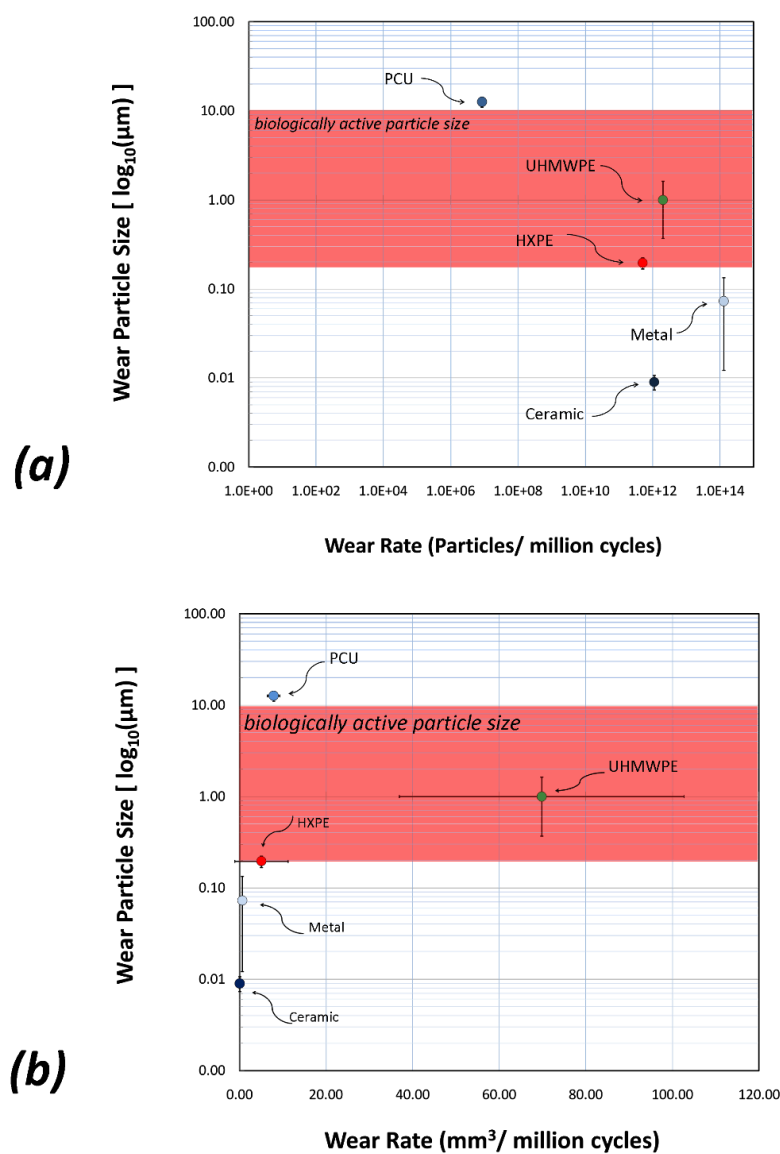 100.00
PCU
10.00
biologically active particle size
UHMWPE
1.00
HXPE
0.10
Metal
0.01
Ceramic
0.00
1.0E+00 1.0E+02 1.0E+04 1.0E+06 1.0E+08 1.0E+10 1.0E+12 1.0E+14
Wear Particle Size [ log10(µm) ]
Wear Rate (Particles/ million cycles)
(a)
100.00
PCU
10.00
biologically active particle size
UHMWPE
1.00
HXPE
0.10
Metal
0.01
Ceramic
0.00
0.00 20.00 40.00 60.00 80.00 100.00 120.00
Wear Particle Size [ log10(µm) ]
Wear Rate (mm3/ million cycles)
(b)